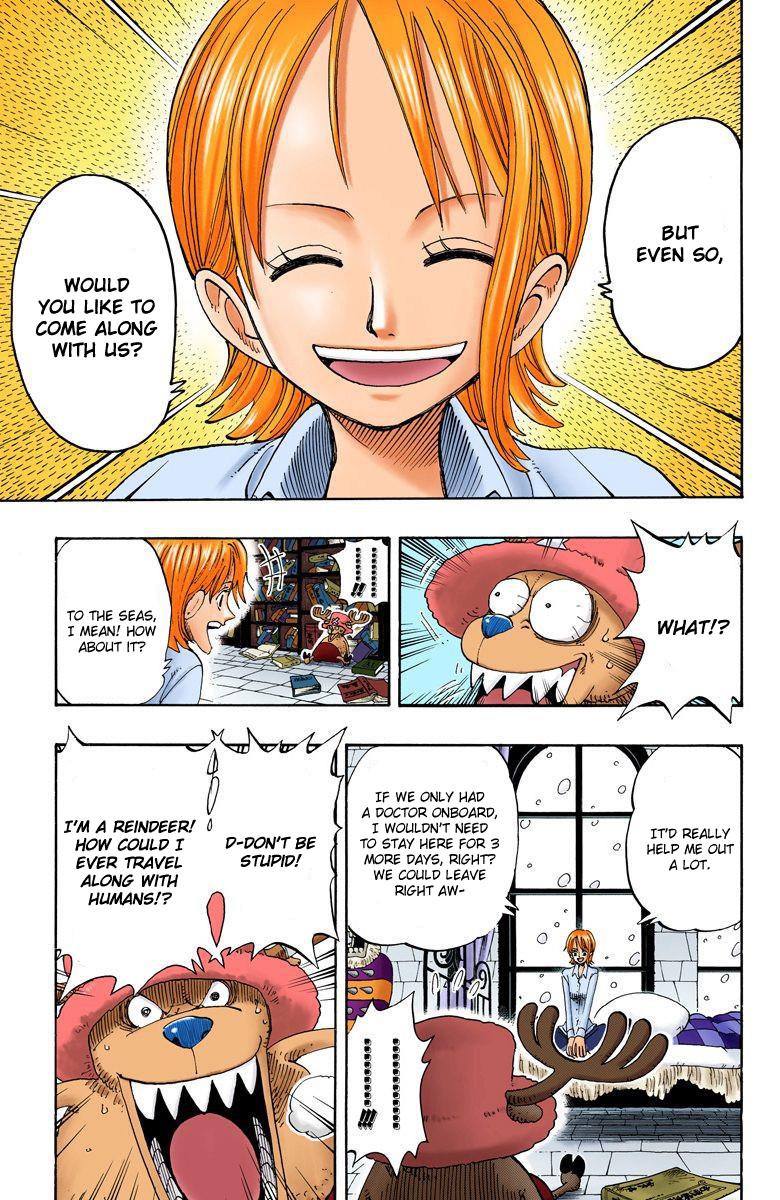 BUT
EVEN SO,
WOULD
YOU LIKE TO
COME ALONG
WITH US?
WHAT!?
!!!
TO THE SEAS,
I MEAN! HOW
ABOUT IT?
IT'D REALLY
HELP ME OUT
A LOT.
IF WE ONLY HAD
A DOCTOR ONBOARD,
I WOULDN'T NEED
TO STAY HERE FOR 3
MORE DAYS, RIGHT?
WE COULD LEAVE
RIGHT AW-
!!!
D-DON'T BE
STUPID!
I'M A REINDEER!
HOW COULD I
EVER TRAVEL
ALONG WITH
HUMANS!?